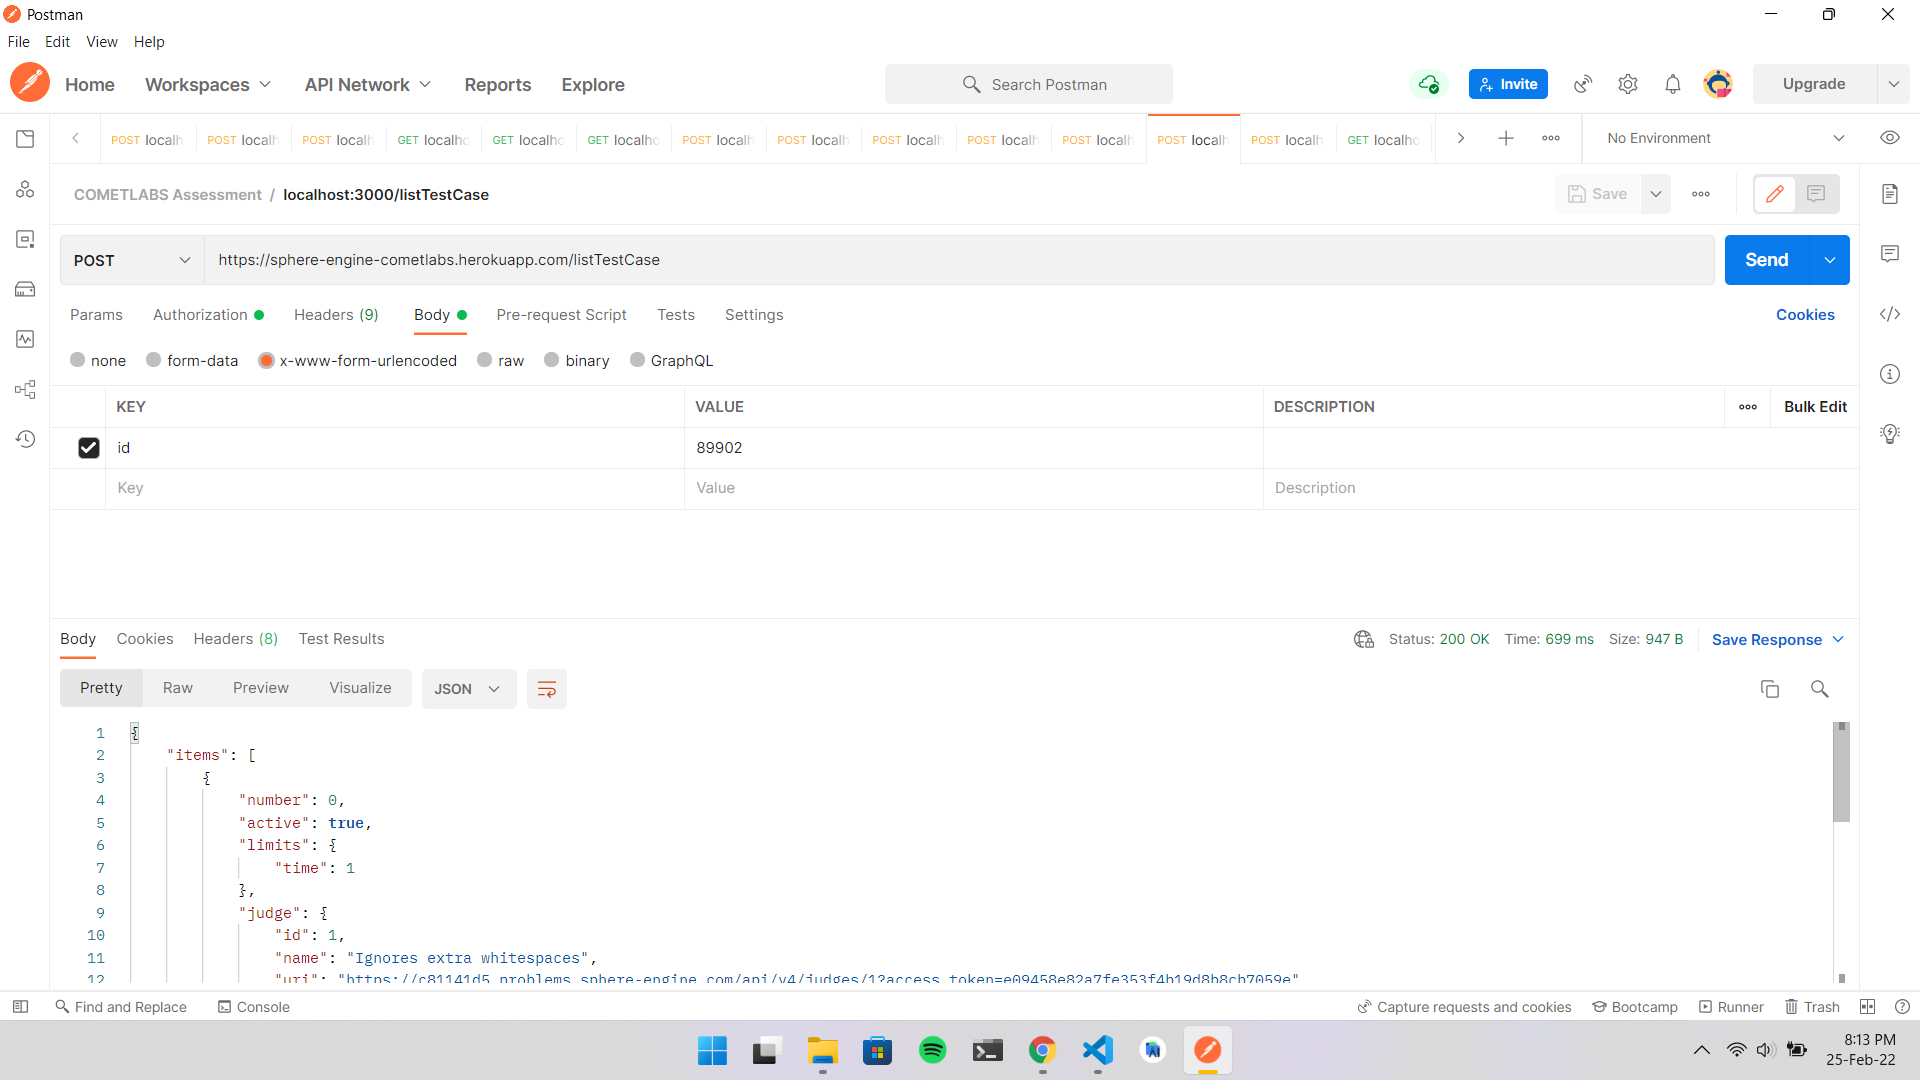 Postman
File Edit View Help
Home Workspaces API Network Reports Explore Search Postman Invite Upgrade
POST localh POST localh POST localh GET localho GET localho GET localho POST localh POST localh POST localh POST localh POST localh POST localh POST localh GET localho No Environment
COMETLABS Assessment / localhost:3000/listTestCase Save
POST https://sphere-engine-cometlabs.herokuapp.com/listTestCase Send
Params Authorization Headers (9) Body Pre-request Script Tests Settings Cookies
none form-data x-www-form-urlencoded raw binary GraphQL
KEY VALUE DESCRIPTION Bulk Edit
id 89902
Key Value Description
Body Cookies Headers (8) Test Results Status: 200 OK Time: 699 ms Size: 947 B Save Response
Pretty Raw Preview Visualize JSON
1 {
2 "items": [
3 {
4 "number": 0,
5 "active": true,
6 "limits": {
7 "time": 1
8 },
9 "judge": {
10 "id": 1,
11 "name": "Ignores extra whitespaces",
12 "uri": "https://c81141d5.problems.sphere-engine.com/api/v4/judges/1?access_token=e09458e82a7fe353f4b19d8b8cb7059e"
Find and Replace Console Capture requests and cookies Bootcamp Runner Trash
8:13 PM
25-Feb-22